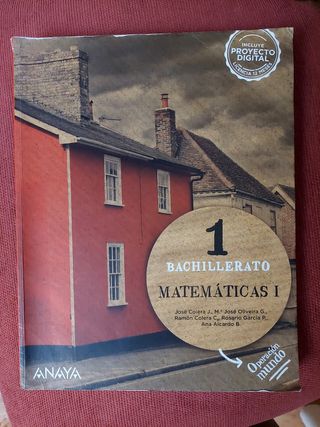 INCLUYE
PROYECTO
DIGITAL
LICENCIA 12 MESES
1
BACHILLERATO
MATEMÁTICAS I
José Colera J., M.ª José Oliveira G.,
Ramón Colera C., Rosario García P.,
Ana Aicardo B.
Operación
mundo
ANAYA